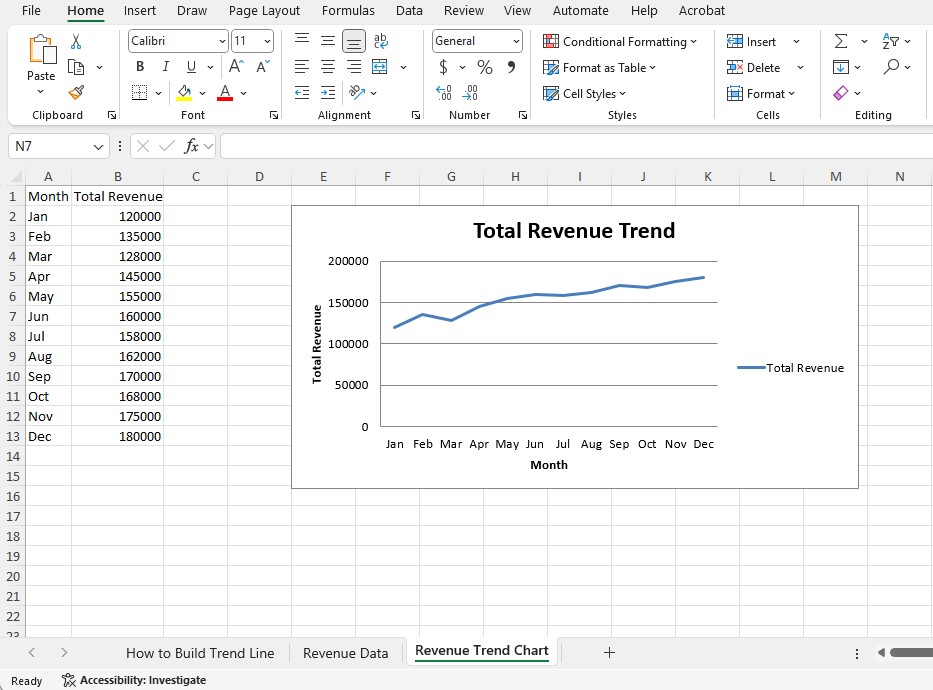 File Home Insert Draw Page Layout Formulas Data Review View Automate Help Acrobat
Paste
Clipboard
Calibri 11
B I U A A
A
Font
ab
Alignment
General
$ % 9
.00 .00
Number
Conditional Formatting
Format as Table
Cell Styles
Styles
Insert
Delete
Format
Cells
Σ
Editing
N7 fx
A B C D E F G H I J K L M N
1 Month Total Revenue
2 Jan 120000
3 Feb 135000
4 Mar 128000
5 Apr 145000
6 May 155000
7 Jun 160000
8 Jul 158000
9 Aug 162000
10 Sep 170000
11 Oct 168000
12 Nov 175000
13 Dec 180000
14
15
16
17
18
19
20
21
22
23
Total Revenue Trend
200000
150000
100000
50000
0
Total Revenue
Jan Feb Mar Apr May Jun Jul Aug Sep Oct Nov Dec
Month
Total Revenue
How to Build Trend Line Revenue Data Revenue Trend Chart
Ready Accessibility: Investigate